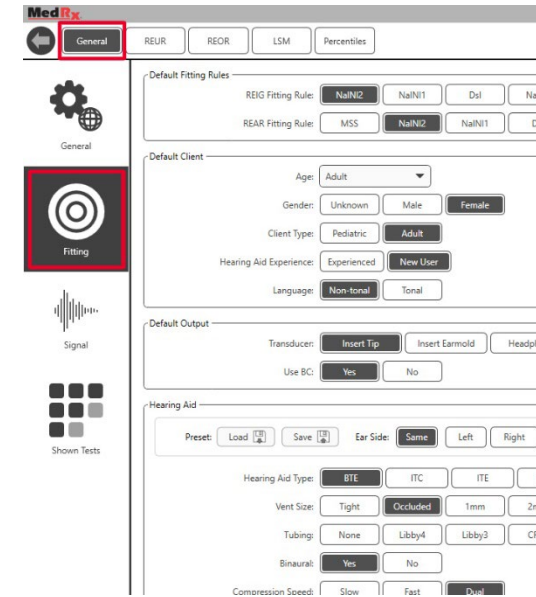 MedRx
General REUR REOR LSM Percentiles
General
Fitting
Signal
Shown Tests
Default Fitting Rules
REIG Fitting Rule: NalNl2 NalNl1 Dsl
REAR Fitting Rule: MSS NalNl2 NalNl1
Default Client
Age: Adult
Gender: Unknown Male Female
Client Type: Pediatric Adult
Hearing Aid Experience: Experienced New User
Language: Non-tonal Tonal
Default Output
Transducer: Insert Tip Insert Earmold
Use BC: Yes No
Hearing Aid
Preset: Load Save Ear Side: Same Left Right
Hearing Aid Type: BTE ITC ITE
Vent Size: Tight Occluded 1mm
Tubing: None Libby4 Libby3
Binaural: Yes No
Compression Speed: Slow Fast Dual